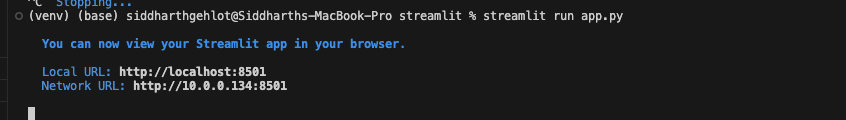 ^C  Stopping...
(venv) (base) siddharthgehlot@Siddharths-MacBook-Pro streamlit % streamlit run app.py
You can now view your Streamlit app in your browser.
Local URL: http://localhost:8501
Network URL: http://10.0.0.134:8501